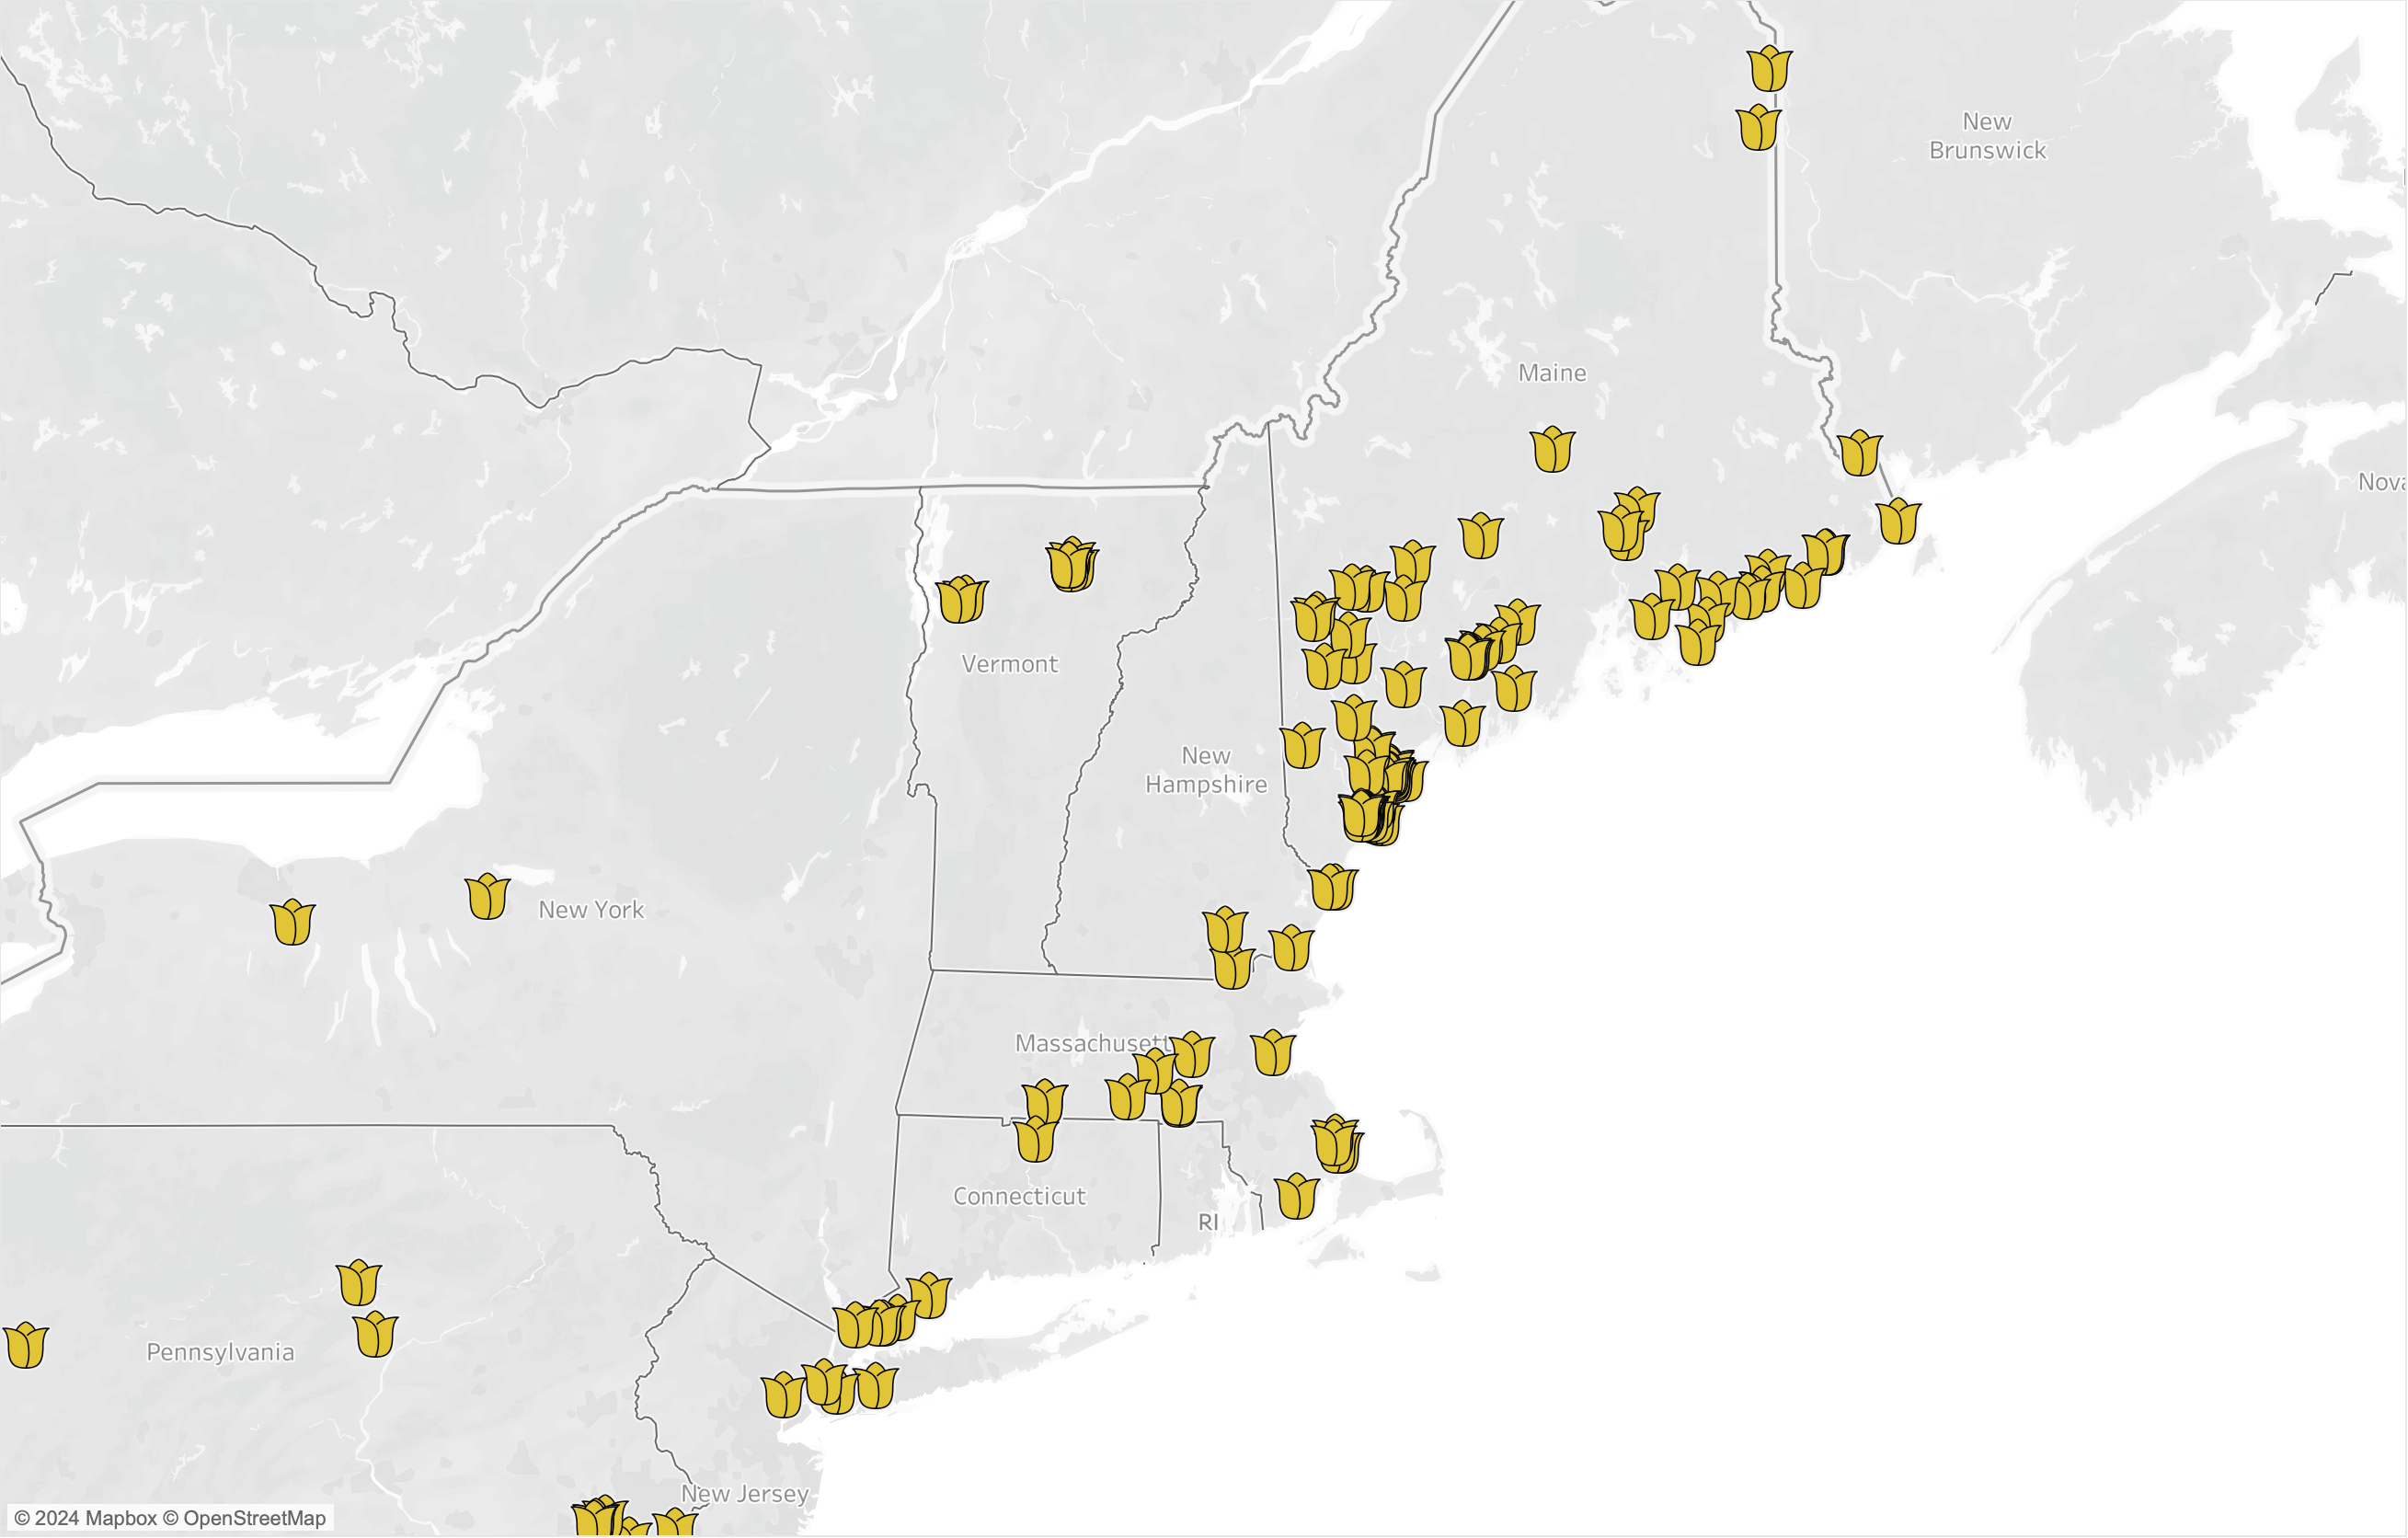 New
Brunswick
Maine
Nova
Vermont
New
Hampshire
New York
Massachusett
Connecticut
RI
Pennsylvania
New Jersey
© 2024 Mapbox © OpenStreetMap